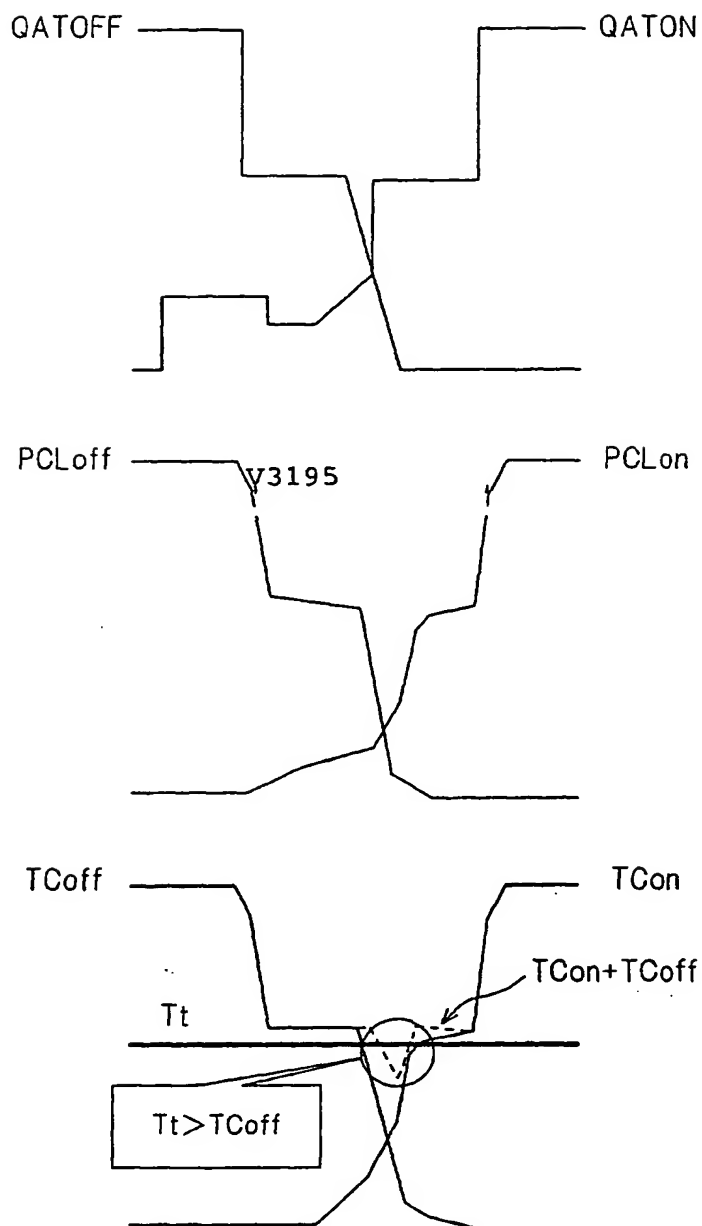 QATOFF QATON
PCLoff PCLon
V3195
TCoff TCon
TCon+TCoff
Tt
Tt>TCoff